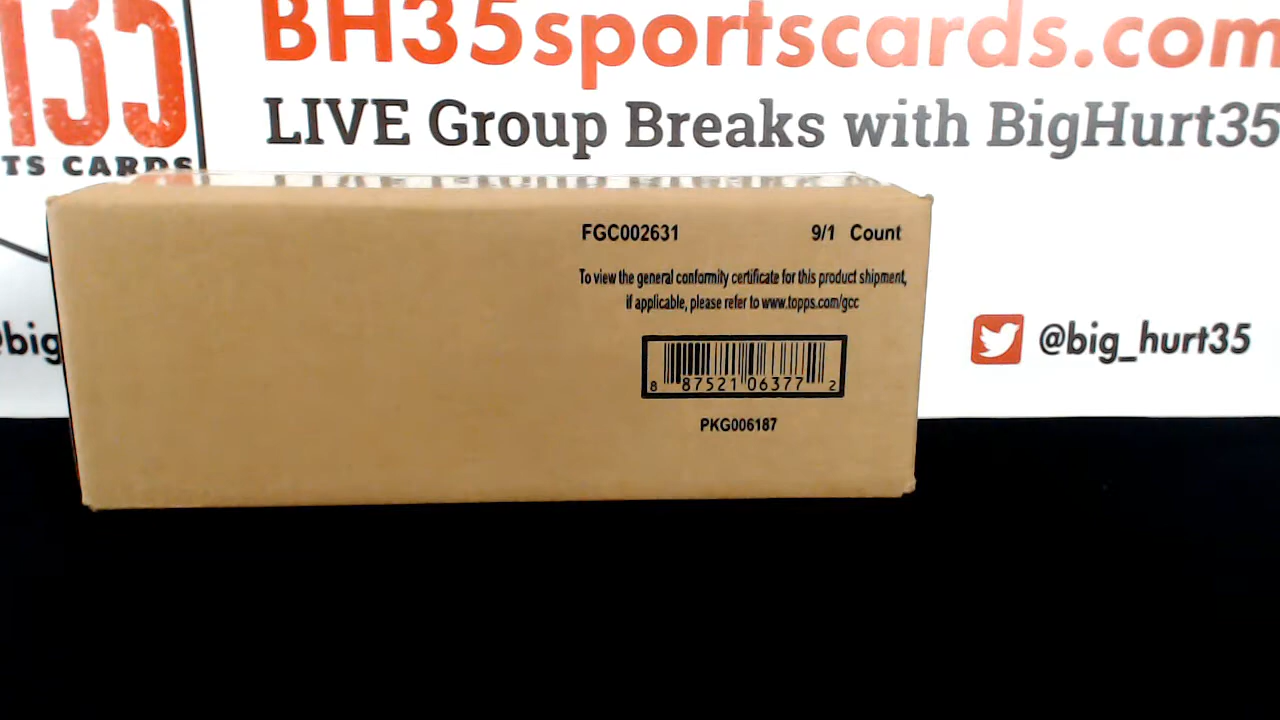 135
TS CARDS
BH35sportscards.com
LIVE Group Breaks with BigHurt35
FGC002631 9/1 Count
To view the general conformity certificate for this product shipment,
if applicable, please refer to www.topps.com/gcc
8 87521 06377 2
PKG006187
@big
@big_hurt35